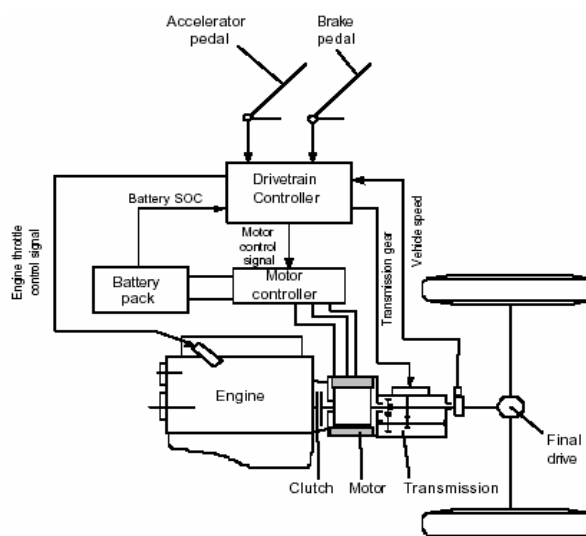 Accelerator
pedal
Brake
pedal
Drivetrain
Controller
Battery SOC
Motor
control
signal
Engine throttle
control signal
Transmission gear
Vehicle speed
Battery
pack
Motor
controller
Engine
Final
drive
Clutch
Motor
Transmission